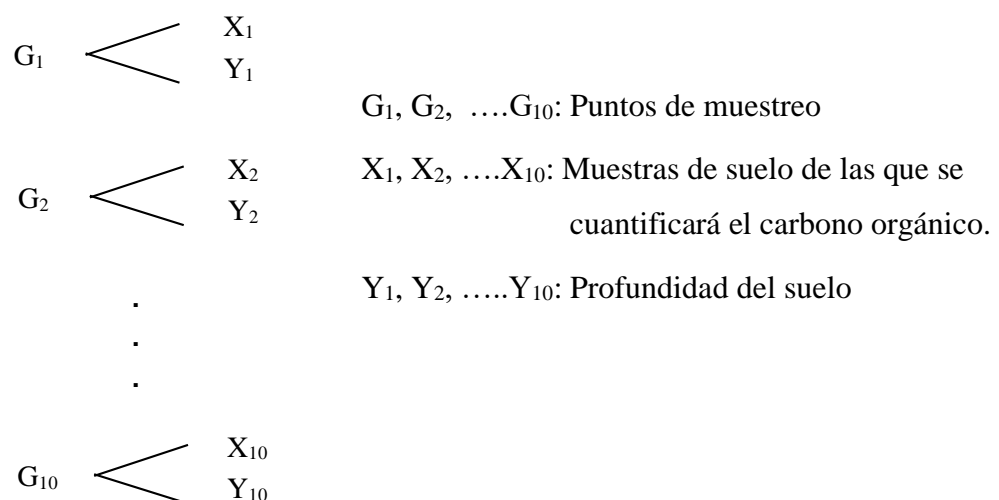 X₁
G₁
Y₁
G₁, G₂, ….G₁₀: Puntos de muestreo
X₂
G₂
Y₂
X₁, X₂, ….X₁₀: Muestras de suelo de las que se
cuantificará el carbono orgánico.
Y₁, Y₂, …..Y₁₀: Profundidad del suelo
.
.
.
X₁₀
G₁₀
Y₁₀